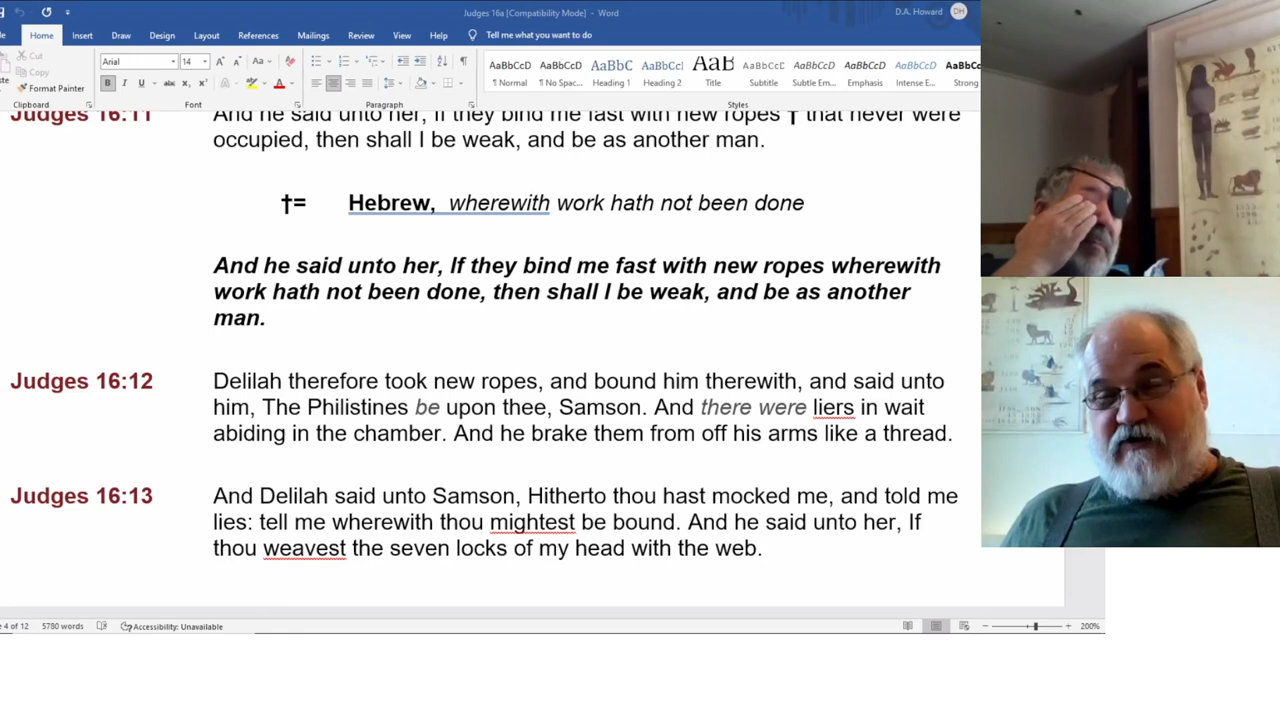 Judges 16a [Compatibility Mode] - Word
D.A. Howard
DH
Home Insert Draw Design Layout References Mailings Review View Help Tell me what you want to do
Cut
Copy
Format Painter
Clipboard
Arial 14
Font
Paragraph
AaBbCcD AaBbCcD AaBbC AaBbCcI AaB AaBbCcD AaBbCcD AaBbCcD AaBbCcD AaBbC
¶ Normal ¶ No Spac... Heading 1 Heading 2 Title Subtitle Subtle Em... Emphasis Intense E... Strong
Styles
Judges 16:11 And he said unto her, If they bind me fast with new ropes † that never were
occupied, then shall I be weak, and be as another man.
†= Hebrew, wherewith work hath not been done
And he said unto her, If they bind me fast with new ropes wherewith
work hath not been done, then shall I be weak, and be as another
man.
Judges 16:12 Delilah therefore took new ropes, and bound him therewith, and said unto
him, The Philistines be upon thee, Samson. And there were liers in wait
abiding in the chamber. And he brake them from off his arms like a thread.
Judges 16:13 And Delilah said unto Samson, Hitherto thou hast mocked me, and told me
lies: tell me wherewith thou mightest be bound. And he said unto her, If
thou weavest the seven locks of my head with the web.
4 of 12 5780 words Accessibility: Unavailable 200%